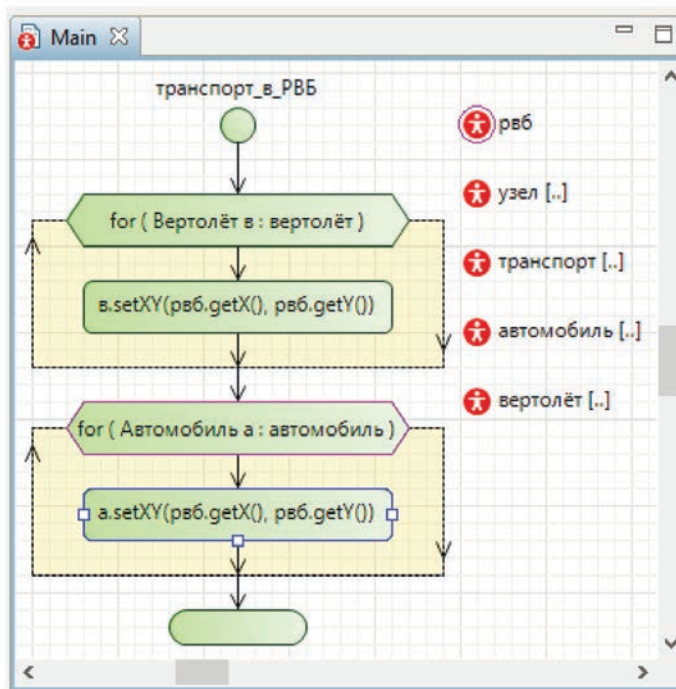 Main
транспорт_в_РВБ
for ( Вертолёт в : вертолёт )
в.setXY(рвб.getX(), рвб.getY())
for ( Автомобиль а : автомобиль )
а.setXY(рвб.getX(), рвб.getY())
рвб
узел [..]
транспорт [..]
автомобиль [..]
вертолёт [..]